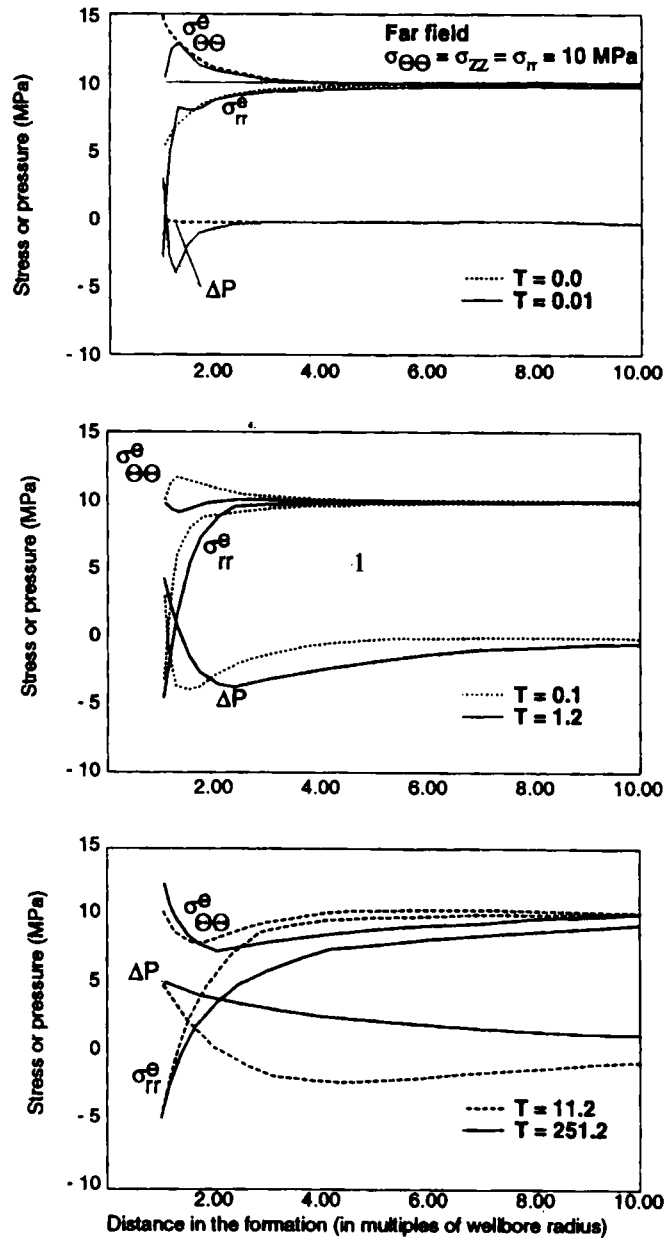 Stress or pressure (MPa)
15
10
5
0
- 5
- 10
σᵉΘΘ
σᵉrr
ΔP
Far field
σΘΘ = σZZ = σrr = 10 MPa
T = 0.0
T = 0.01
2.00 4.00 6.00 8.00 10.00
Stress or pressure (MPa)
15
10
5
0
- 5
- 10
σᵉΘΘ
σᵉrr
1
ΔP
T = 0.1
T = 1.2
2.00 4.00 6.00 8.00 10.00
Stress or pressure (MPa)
15
10
5
0
- 5
- 10
σᵉΘΘ
ΔP
σᵉrr
T = 11.2
T = 251.2
2.00 4.00 6.00 8.00 10.00
Distance in the formation (in multiples of wellbore radius)